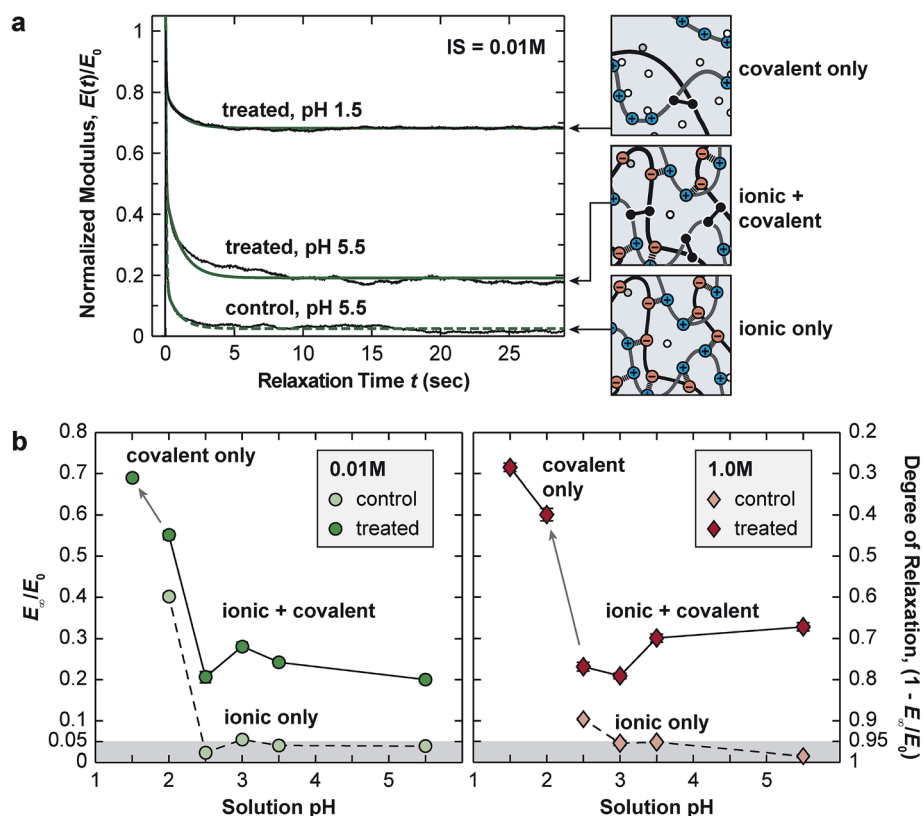 a
IS = 0.01M
Normalized Modulus, E(t)/E0
1
0.8
0.6
0.4
0.2
0
treated, pH 1.5
treated, pH 5.5
control, pH 5.5
0 5 10 15 20 25
Relaxation Time t (sec)
covalent only
ionic +
covalent
ionic only
b
E∞/E0
0.8
0.7
0.6
0.5
0.4
0.3
0.2
0.1
0.05
0
covalent only
0.01M
control
treated
ionic + covalent
ionic only
1 2 3 4 5
Solution pH
covalent
only
1.0M
control
treated
ionic + covalent
ionic only
1 2 3 4 5
Solution pH
0.2
0.3
0.4
0.5
0.6
0.7
0.8
0.9
0.95
1
Degree of Relaxation, (1 - E∞/E0)